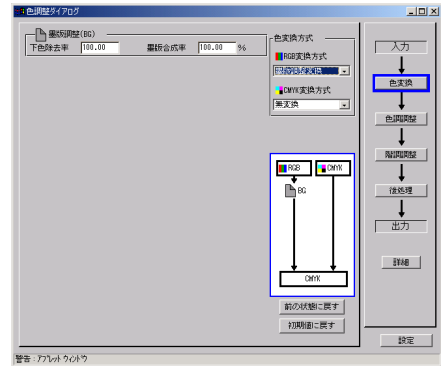 色調整ダイアログ
墨版調整(BG)
下色除去率 100.00 墨版合成率 100.00 %
色変換方式
RGB変換方式
CMYK変換方式
無変換
RGB CMYK
BG
CMYK
前の状態に戻す
初期値に戻す
入力
色変換
色調調整
階調調整
後処理
出力
詳細
設定
警告 : アプレット ウィンドウ